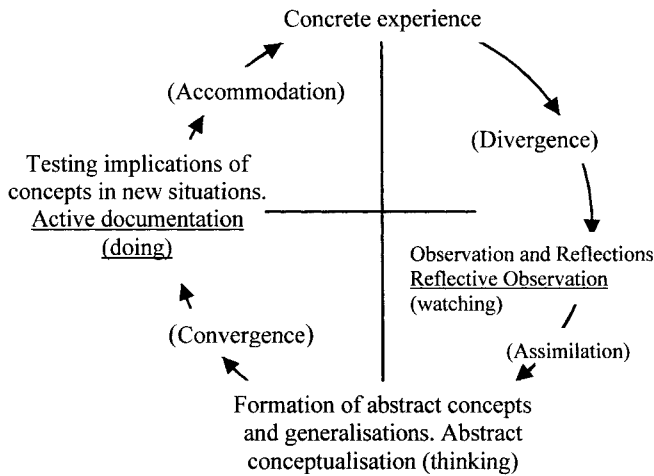 Concrete experience
(Accommodation)
(Divergence)
Testing implications of
concepts in new situations.
Active documentation
(doing)
Observation and Reflections
Reflective Observation
(watching)
(Convergence)
(Assimilation)
Formation of abstract concepts
and generalisations. Abstract
conceptualisation (thinking)